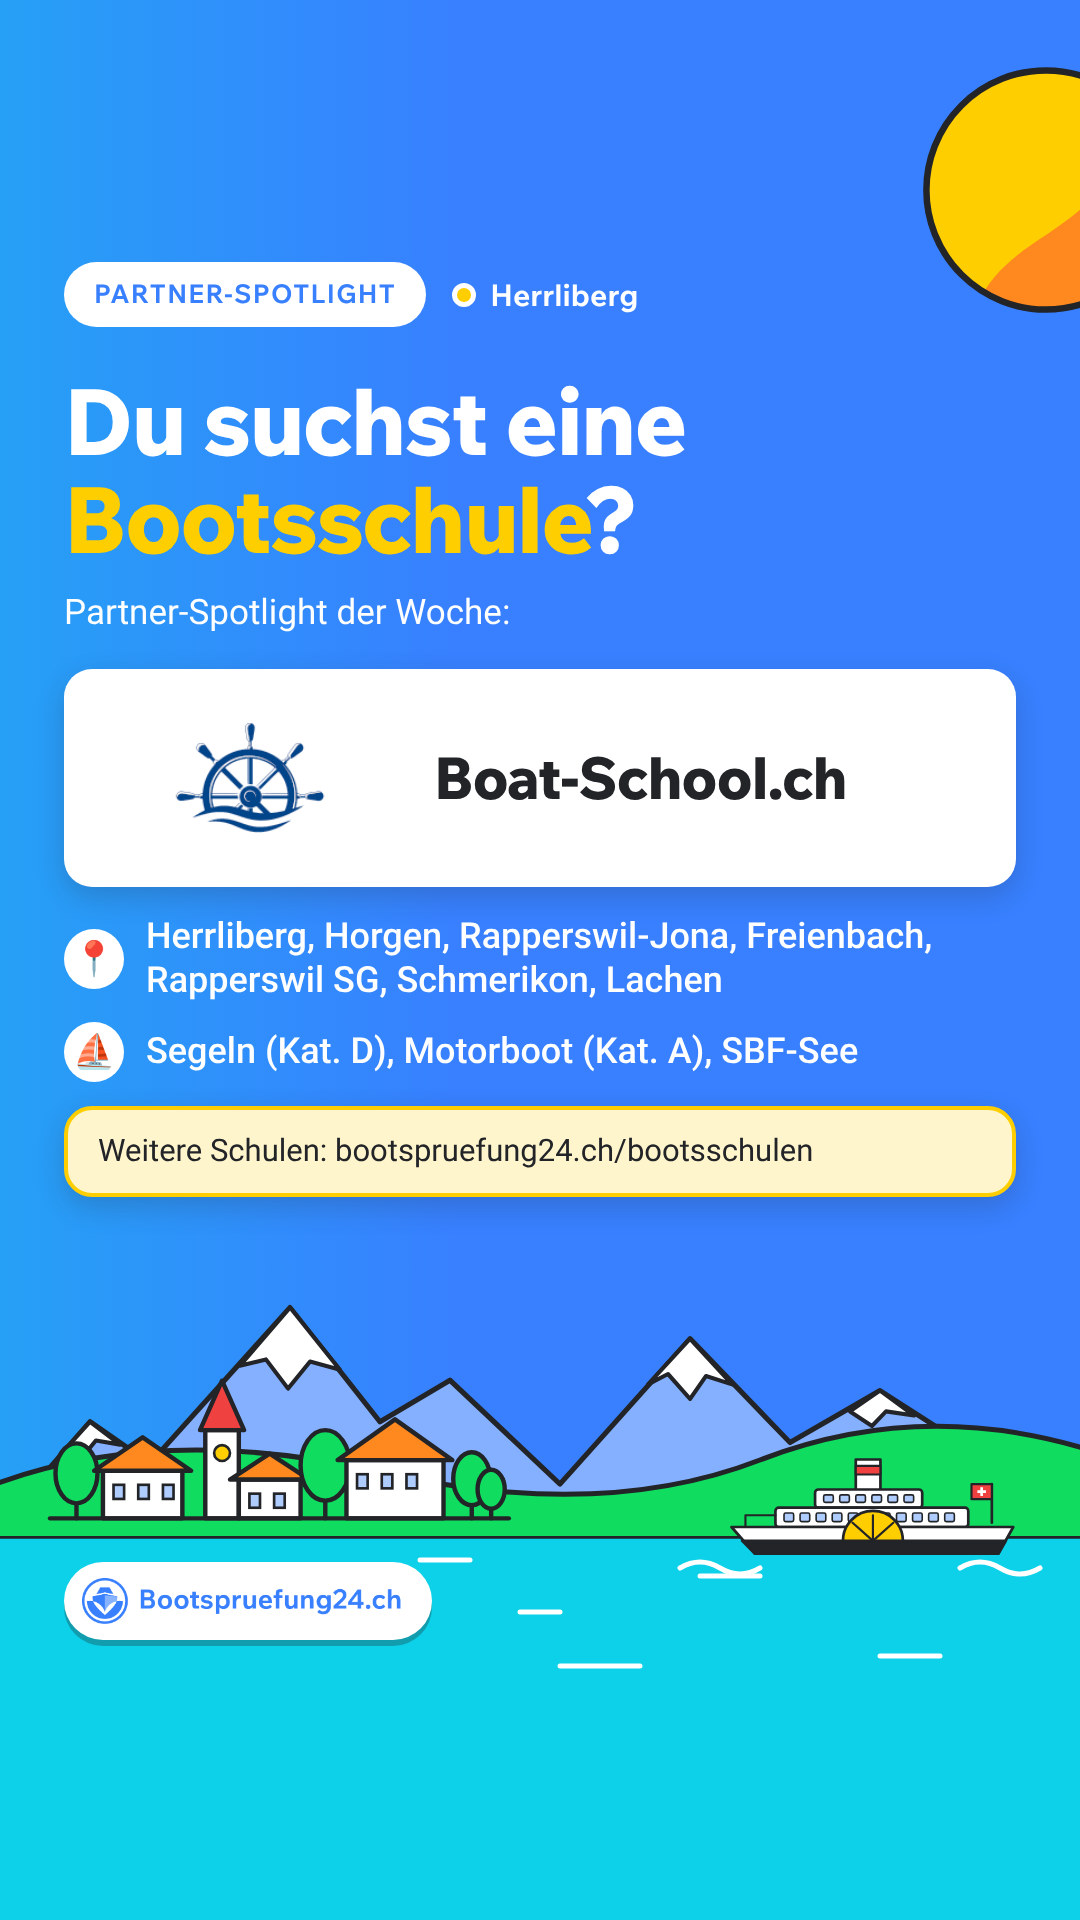 PARTNER-SPOTLIGHT
Herrliberg
Du suchst eine
Bootsschule?
Partner-Spotlight der Woche:
Boat-School.ch
Herrliberg, Horgen, Rapperswil-Jona, Freienbach,
Rapperswil SG, Schmerikon, Lachen
Segeln (Kat. D), Motorboot (Kat. A), SBF-See
Weitere Schulen: bootspruefung24.ch/bootsschulen
Bootspruefung24.ch